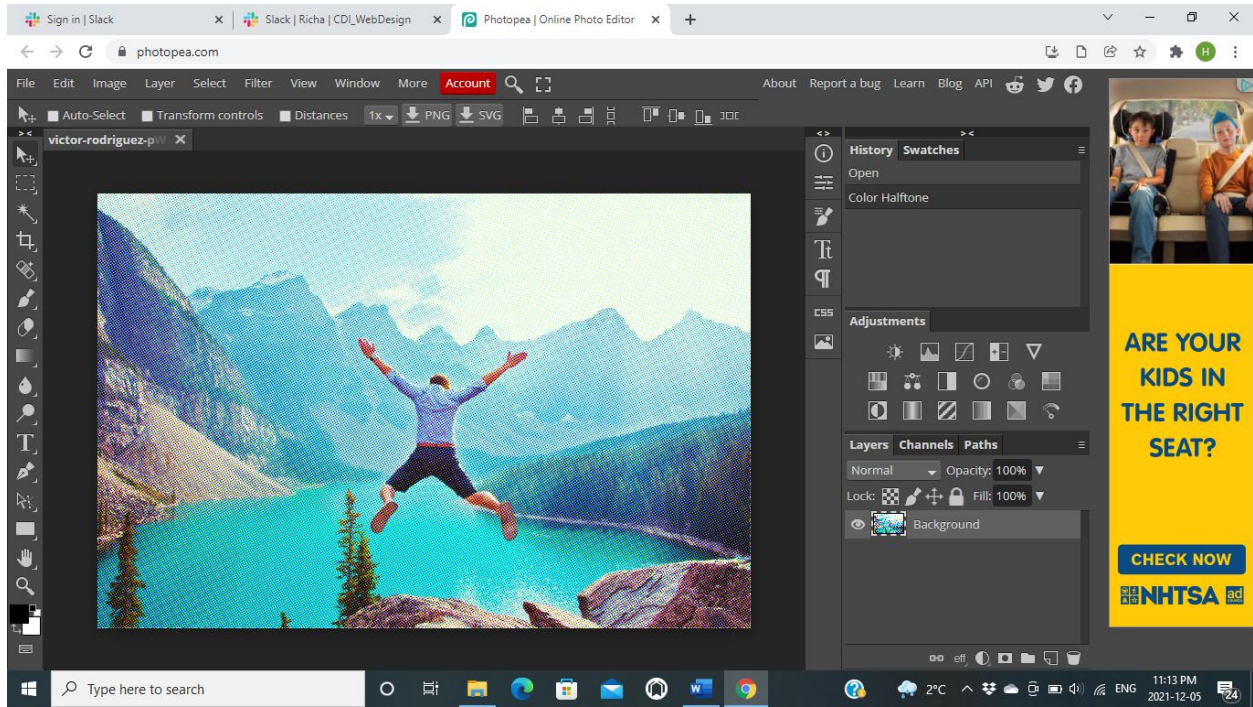 Sign in | Slack
Slack | Richa | CDI_WebDesign
Photopea | Online Photo Editor
photopea.com
H
File Edit Image Layer Select Filter View Window More Account
About Report a bug Learn Blog API
Auto-Select Transform controls Distances 1x PNG SVG
victor-rodriguez-pW
History Swatches
Open
Color Halftone
CSS
Adjustments
Layers Channels Paths
Normal Opacity: 100%
Lock: Fill: 100%
Background
eff
ARE YOUR
KIDS IN
THE RIGHT
SEAT?
CHECK NOW
NHTSA ad
Type here to search
2°C
ENG
11:13 PM
2021-12-05
24